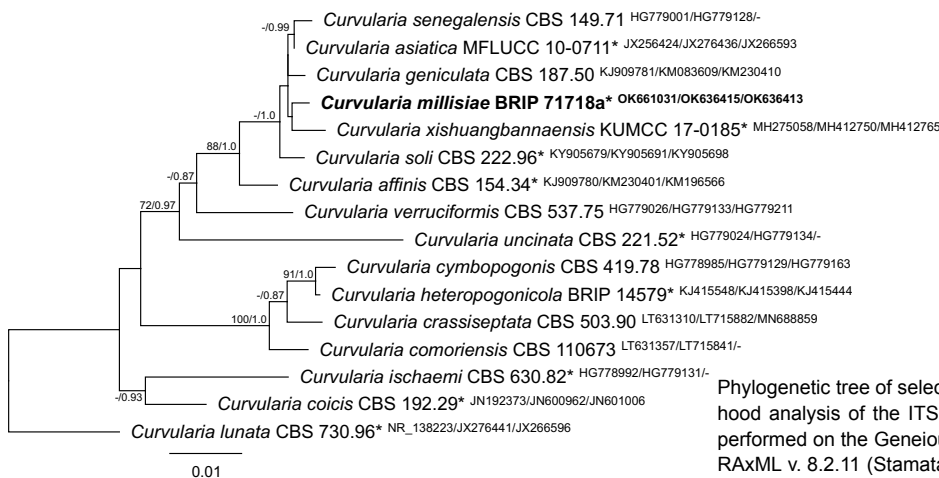 -/0.99
Curvularia senegalensis CBS 149.71 HG779001/HG779128/-
Curvularia asiatica MFLUCC 10-0711* JX256424/JX276436/JX266593
Curvularia geniculata CBS 187.50 KJ909781/KM083609/KM230410
Curvularia millisiae BRIP 71718a* OK661031/OK636415/OK636413
-/1.0
Curvularia xishuangbannaensis KUMCC 17-0185* MH275058/MH412750/MH412765
88/1.0
Curvularia soli CBS 222.96* KY905679/KY905691/KY905698
-/0.87
Curvularia affinis CBS 154.34* KJ909780/KM230401/KM196566
72/0.97
Curvularia verruciformis CBS 537.75 HG779026/HG779133/HG779211
Curvularia uncinata CBS 221.52* HG779024/HG779134/-
91/1.0
Curvularia cymbopogonis CBS 419.78 HG778985/HG779129/HG779163
-/0.87
Curvularia heteropogonicola BRIP 14579* KJ415548/KJ415398/KJ415444
100/1.0
Curvularia crassiseptata CBS 503.90 LT631310/LT715882/MN688859
Curvularia comoriensis CBS 110673 LT631357/LT715841/-
Curvularia ischaemi CBS 630.82* HG778992/HG779131/-
-/0.93
Curvularia coicis CBS 192.29* JN192373/JN600962/JN601006
Curvularia lunata CBS 730.96* NR_138223/JX276441/JX266596
0.01
Phylogenetic tree of selec
hood analysis of the ITS
performed on the Geneiou
RAxML v. 8.2.11 (Stamata